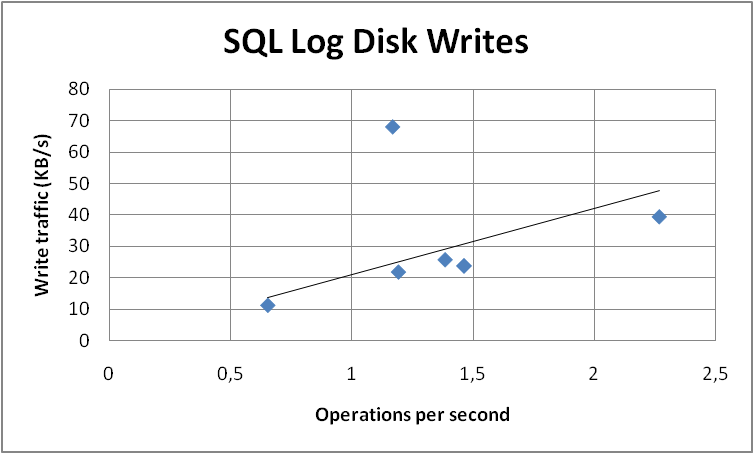 SQL Log Disk Writes
Write traffic (KB/s)
80
70
60
50
40
30
20
10
0
0 0,5 1 1,5 2 2,5
Operations per second